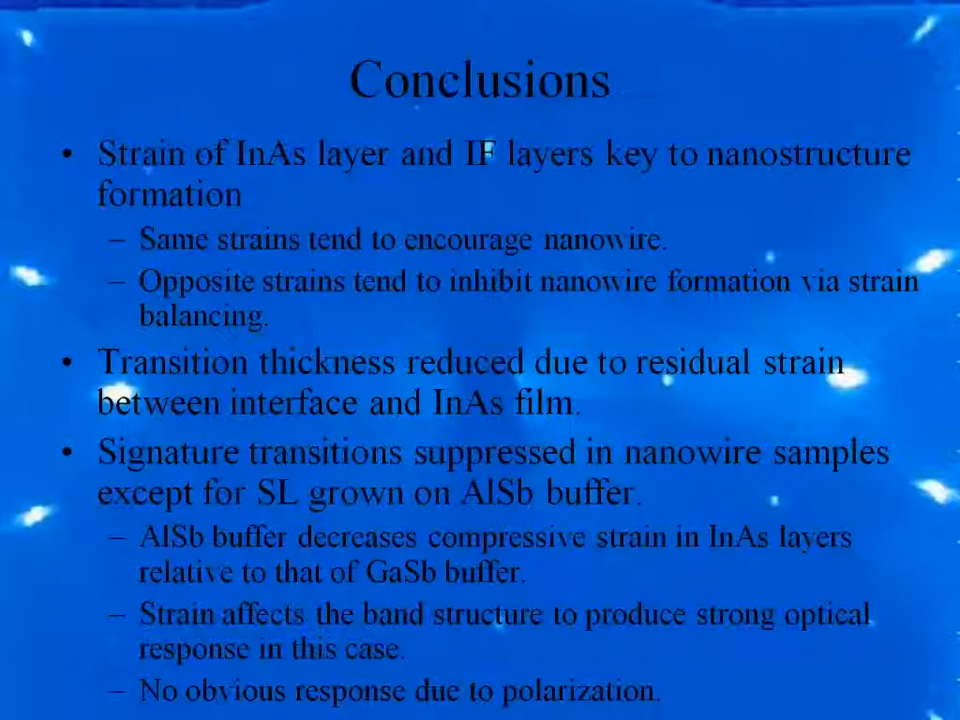 Conclusions
• Strain of InAs layer and IF layers key to nanostructure
formation
– Same strains tend to encourage nanowire.
– Opposite strains tend to inhibit nanowire formation via strain
balancing.
• Transition thickness reduced due to residual strain
between interface and InAs film.
• Signature transitions suppressed in nanowire samples
except for SL grown on AlSb buffer.
– AlSb buffer decreases compressive strain in InAs layers
relative to that of GaSb buffer.
– Strain affects the band structure to produce strong optical
response in this case.
– No obvious response due to polarization.